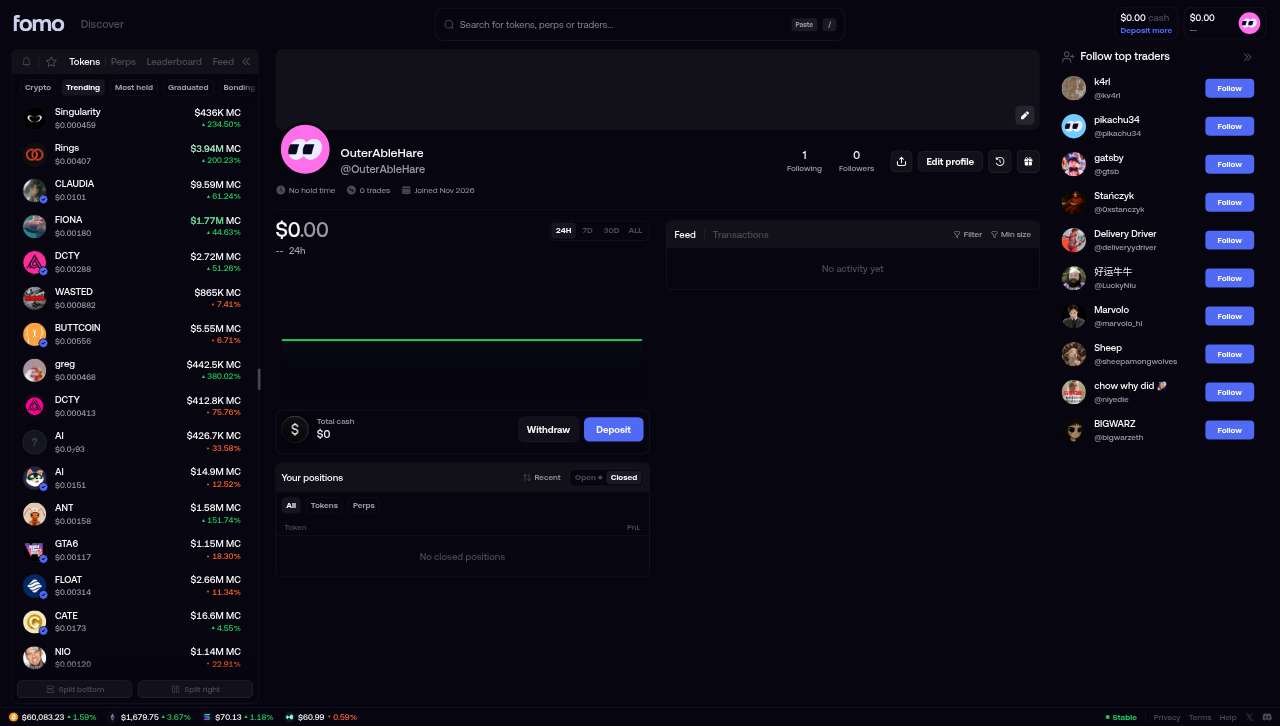 fomo Discover
Search for tokens, perps or traders... Paste /
$0.00 cash
Deposit more
$0.00
—
Tokens Perps Leaderboard Feed
Crypto Trending Most held Graduated Bonding
Singularity $436K MC
$0.000459 234.50%
Rings $3.94M MC
$0.00407 200.23%
CLAUDIA $9.59M MC
$0.0101 61.24%
FIONA $1.77M MC
$0.00180 44.63%
DCTY $2.72M MC
$0.00288 51.26%
WASTED $865K MC
$0.000882 7.41%
BUTTCOIN $5.55M MC
$0.00556 6.71%
greg $442.5K MC
$0.000468 380.02%
DCTY $412.8K MC
$0.000413 75.76%
? AI $426.7K MC
$0.0₇93 33.58%
AI $14.9M MC
$0.0151 12.52%
ANT $1.58M MC
$0.00158 151.74%
GTA6 $1.15M MC
$0.00117 18.30%
FLOAT $2.66M MC
$0.00314 11.34%
CATE $16.6M MC
$0.0173 4.55%
NIO $1.14M MC
$0.00120 22.91%
Split bottom Split right
OuterAbleHare
@OuterAbleHare
1
Following
0
Followers
Edit profile
No hold time 0 trades Joined Nov 2026
$0.00
-- 24h
24H 7D 30D ALL
$ Total cash
$0
Withdraw Deposit
Your positions Recent Open Closed
All Tokens Perps
Token PnL
No closed positions
Feed Transactions Filter Min size
No activity yet
Follow top traders
k4rl
@kv4rl
Follow
pikachu34
@pikachu34
Follow
gatsby
@gtsb
Follow
Stańczyk
@0xstanczyk
Follow
Delivery Driver
@deliveryydriver
Follow
好运牛牛
@LuckyNiu
Follow
Marvolo
@marvolo_hl
Follow
Sheep
@sheepamongwolves
Follow
chow why did
@niyedie
Follow
BIGWARZ
@bigwarzeth
Follow
$60,083.23 1.59% $1,679.75 3.67% $70.13 1.18% $60.99 0.59%
Stable Privacy Terms Help